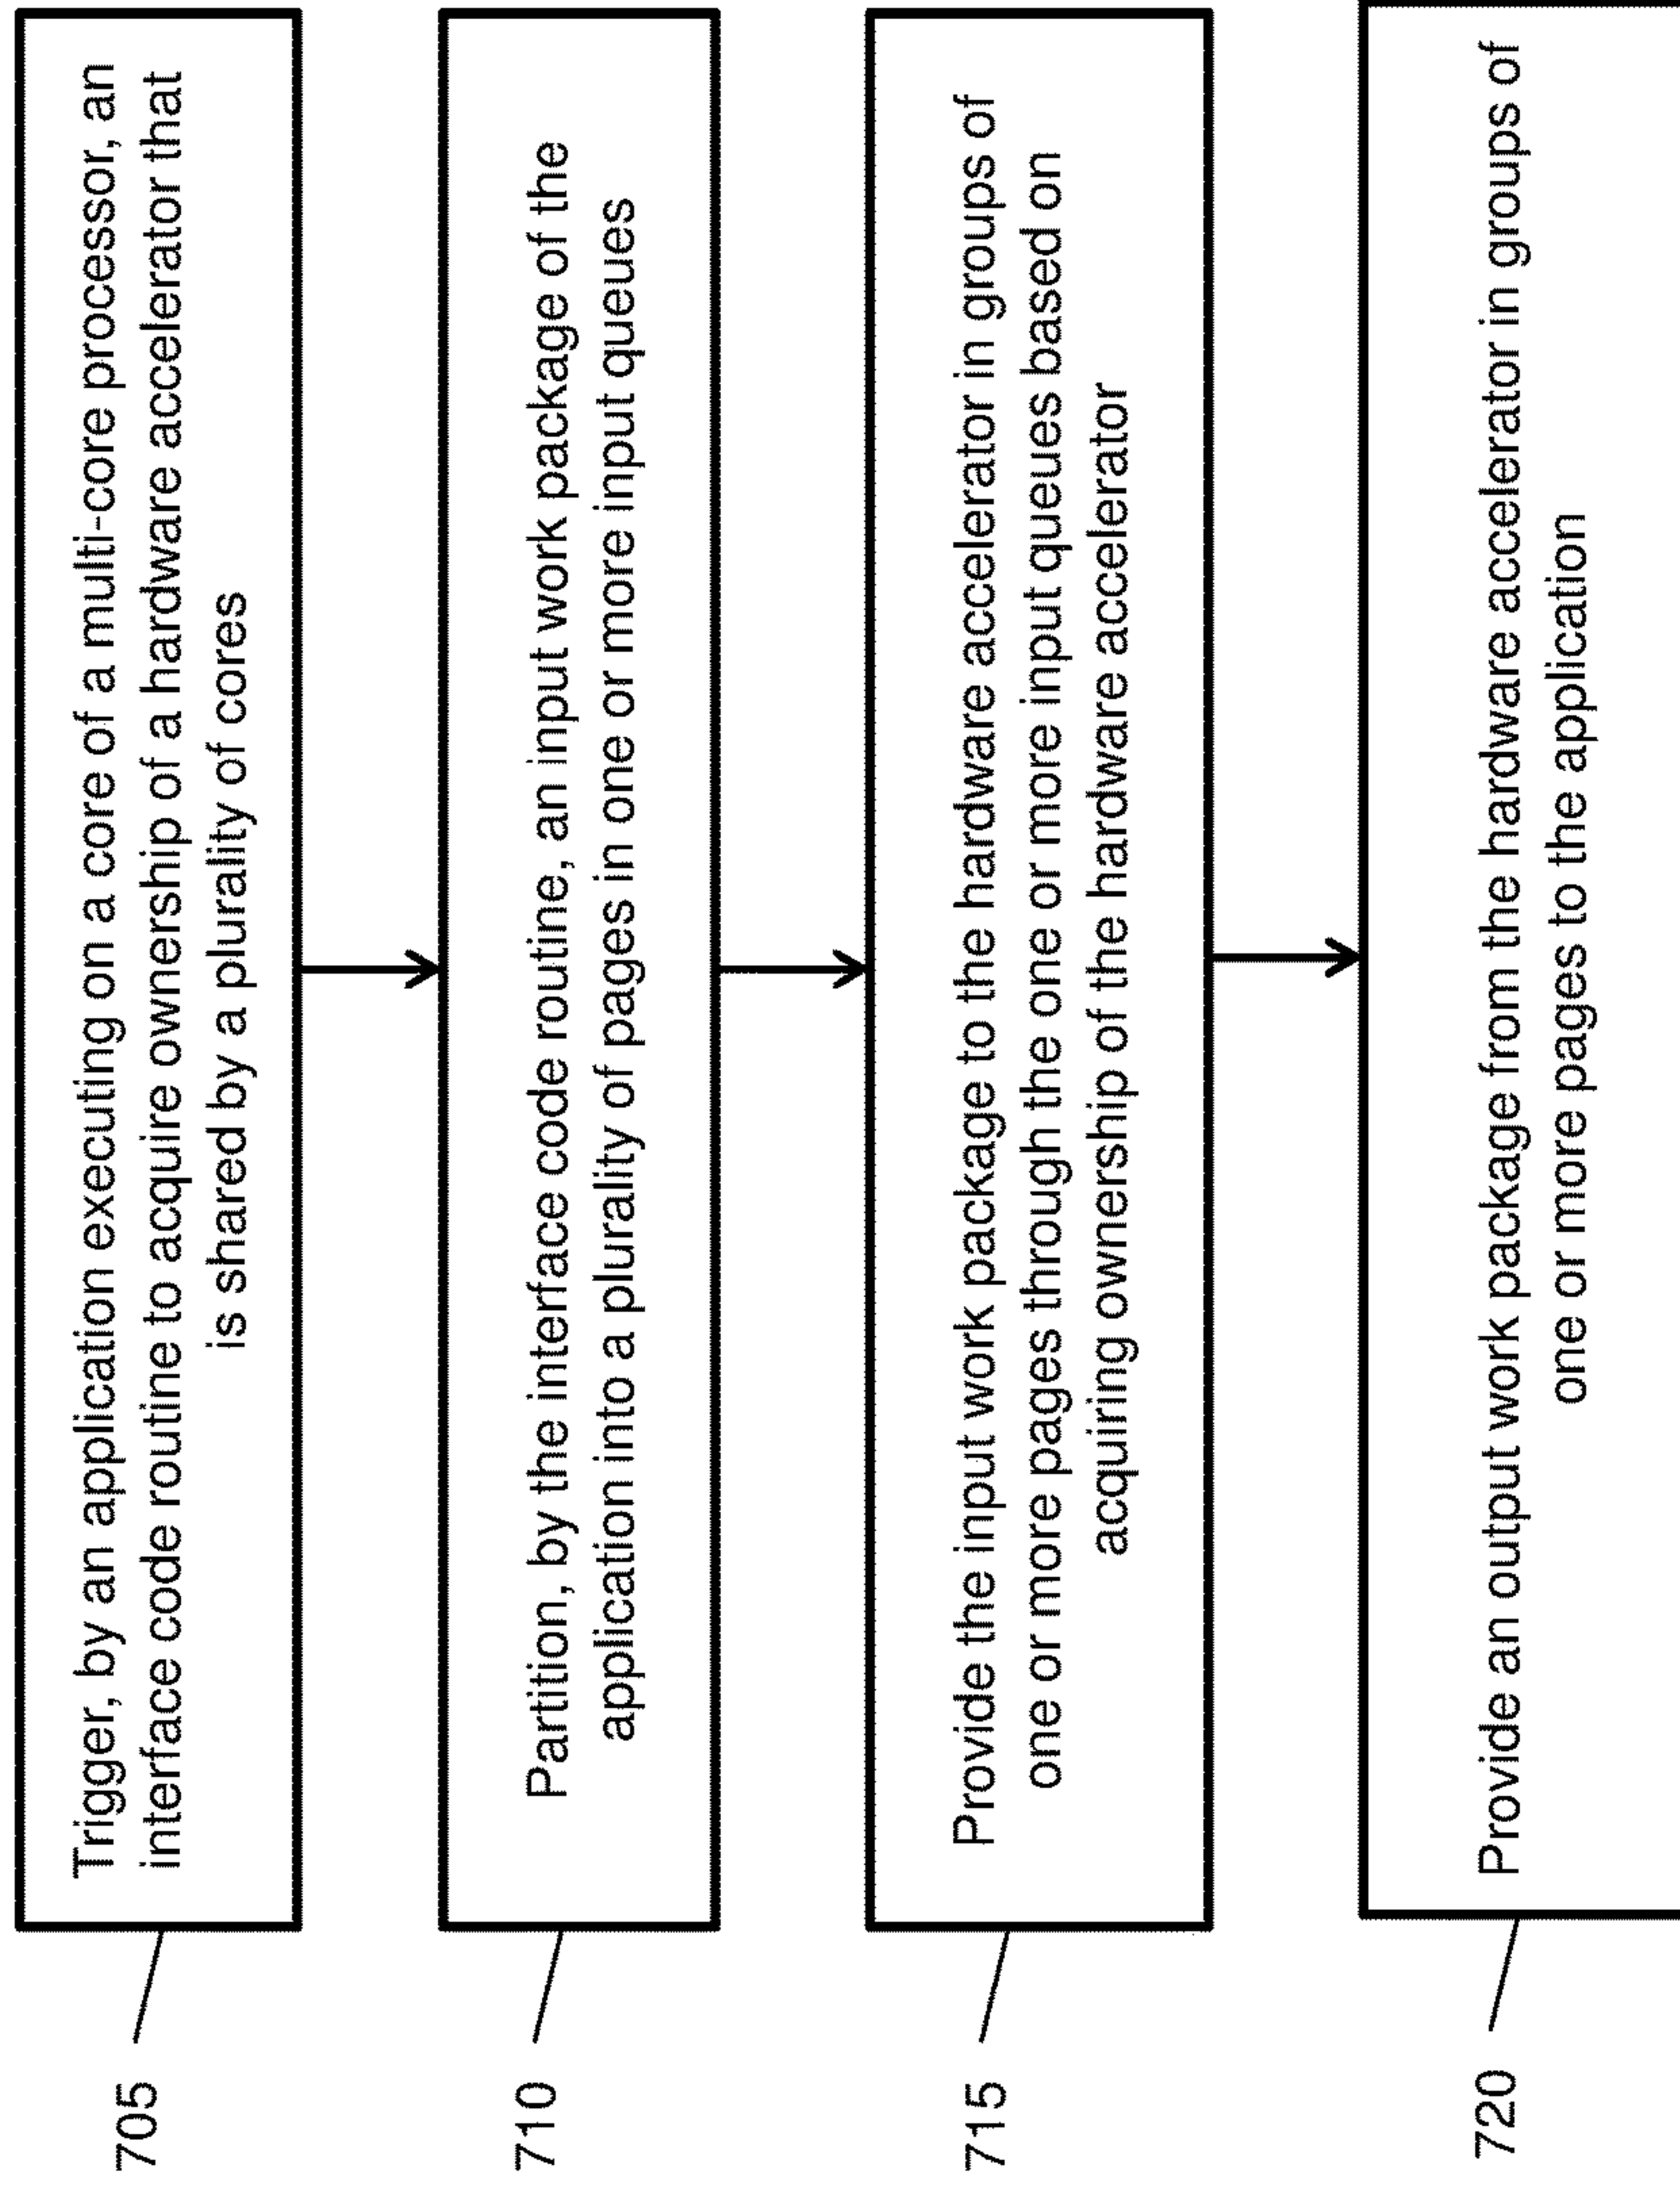 705
Trigger, by an application executing on a core of a multi-core processor, an
interface code routine to acquire ownership of a hardware accelerator that
is shared by a plurality of cores
710
Partition, by the interface code routine, an input work package of the
application into a plurality of pages in one or more input queues
715
Provide the input work package to the hardware accelerator in groups of
one or more pages through the one or more input queues based on
acquiring ownership of the hardware accelerator
720
Provide an output work package from the hardware accelerator in groups of
one or more pages to the application